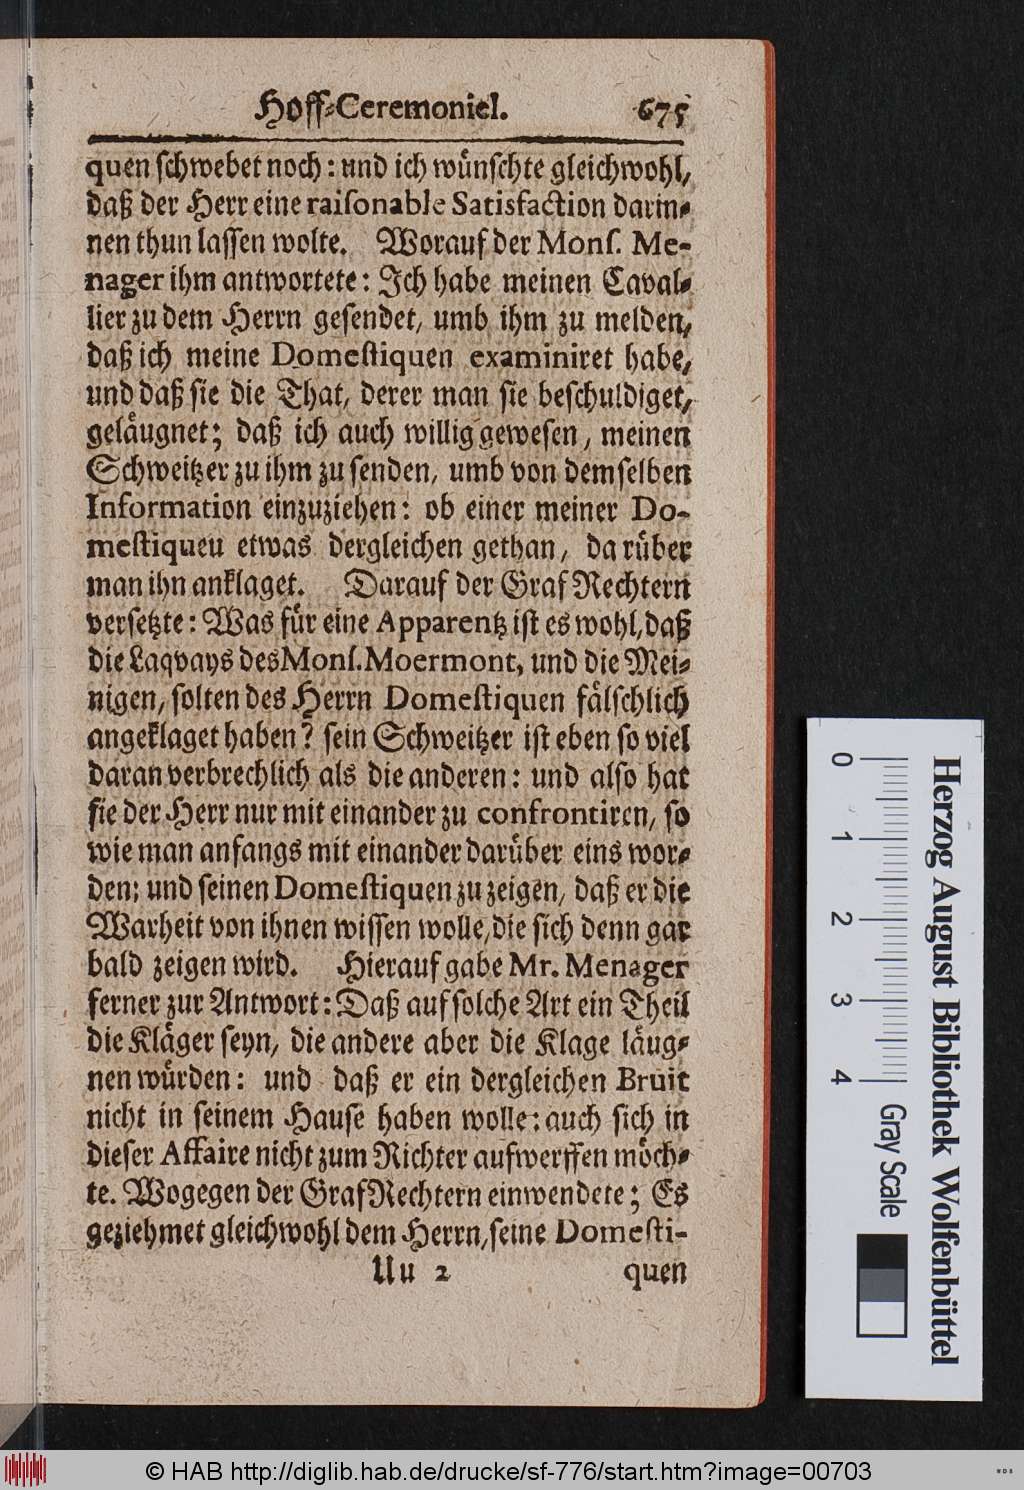 Hoff-Ceremoniel. 675
quen schwebet noch: und ich wünschte gleichwohl,
daß der Herr eine raisonable Satisfaction darin-
nen thun lassen wolte. Worauf der Mons. Me-
nager ihm antwortete: Ich habe meinen Caval-
lier zu dem Herrn gesendet, umb ihm zu melden,
daß ich meine Domestiquen examiniret habe,
und daß sie die That, derer man sie beschuldiget,
geläugnet; daß ich auch willig gewesen, meinen
Schweitzer zu ihm zu senden, umb von demselben
Information einzuziehen: ob einer meiner Do-
mestiqueu etwas dergleichen gethan, da rüber
man ihn anklaget. Darauf der Graf Rechtern
versetzte: Was für eine Apparentz ist es wohl, daß
die Laqvays des Mons. Moermont, und die Mei-
nigen, solten des Herrn Domestiquen fälschlich
angeklaget haben? sein Schweitzer ist eben so viel
daran verbrechlich als die anderen: und also hat
sie der Herr nur mit einander zu confrontiren, so
wie man anfangs mit einander darüber eins wor-
den; und seinen Domestiquen zu zeigen, daß er die
Warheit von ihnen wissen wolle, die sich denn gar
bald zeigen wird. Hierauf gabe Mr. Menager
ferner zur Antwort: Daß auf solche Art ein Theil
die Kläger seyn, die andere aber die Klage läug-
nen würden: und daß er ein dergleichen Bruit
nicht in seinem Hause haben wolle: auch sich in
dieser Affaire nicht zum Richter aufwerffen möch-
te. Wogegen der Graf Rechtern einwendete; Es
geziehmet gleichwohl dem Herrn, seine Domesti-
Uu 2 quen
Herzog August Bibliothek Wolfenbüttel
0 1 2 3 4 Gray Scale
© HAB http://diglib.hab.de/drucke/sf-776/start.htm?image=00703